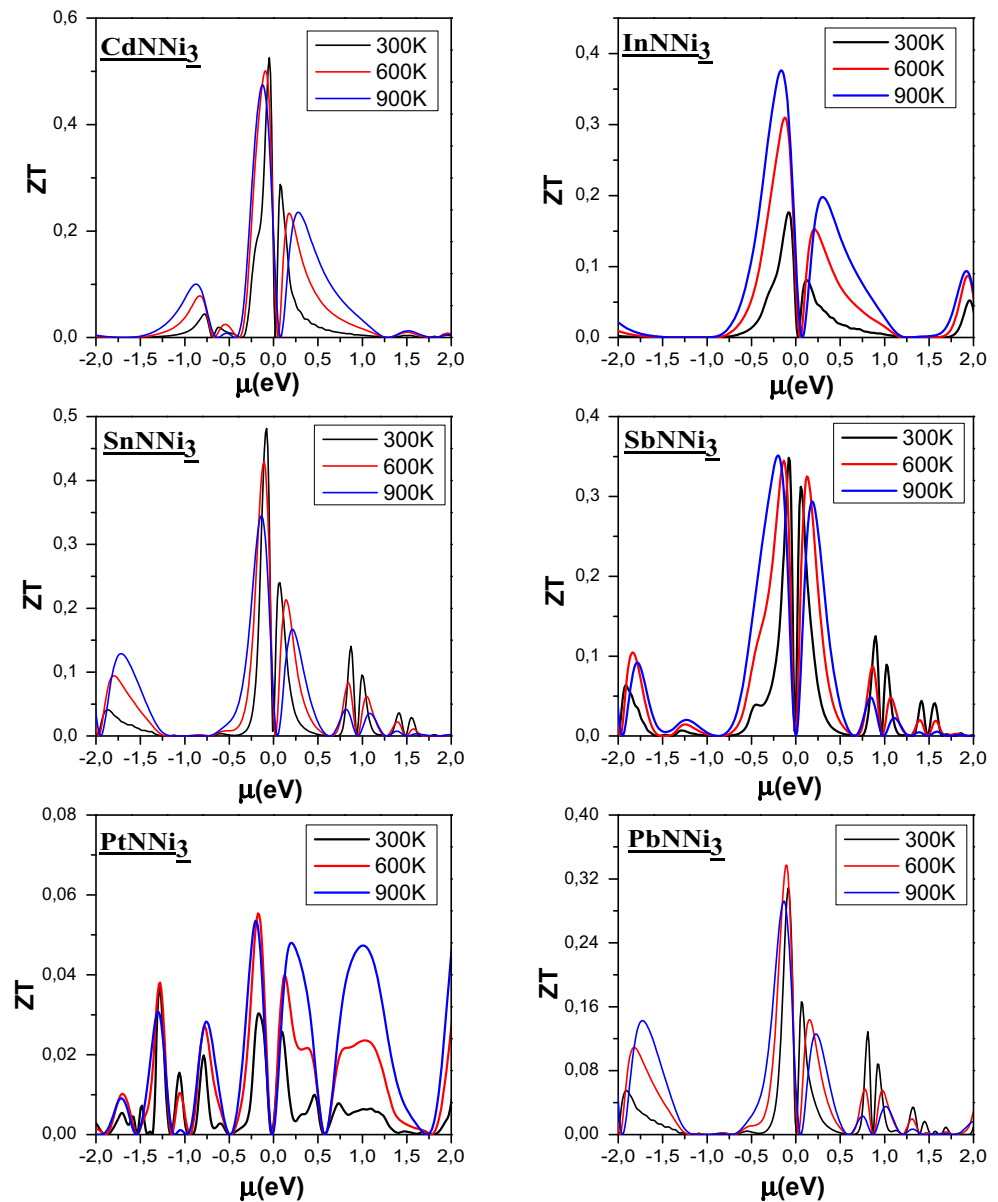 CdNNi3
300K
600K
900K
0,6
0,4
0,2
0,0
ZT
-2,0 -1,5 -1,0 -0,5 0,0 0,5 1,0 1,5 2,0
μ(eV)
InNNi3
300K
600K
900K
0,4
0,3
0,2
0,1
0,0
ZT
-2,0 -1,5 -1,0 -0,5 0,0 0,5 1,0 1,5 2,0
μ(eV)
SnNNi3
300K
600K
900K
0,5
0,4
0,3
0,2
0,1
0,0
ZT
-2,0 -1,5 -1,0 -0,5 0,0 0,5 1,0 1,5 2,0
μ(eV)
SbNNi3
300K
600K
900K
0,4
0,3
0,2
0,1
0,0
ZT
-2,0 -1,5 -1,0 -0,5 0,0 0,5 1,0 1,5 2,0
μ(eV)
PtNNi3
300K
600K
900K
0,08
0,06
0,04
0,02
0,00
ZT
-2,0 -1,5 -1,0 -0,5 0,0 0,5 1,0 1,5 2,0
μ(eV)
PbNNi3
300K
600K
900K
0,40
0,32
0,24
0,16
0,08
0,00
ZT
-2,0 -1,5 -1,0 -0,5 0,0 0,5 1,0 1,5 2,0
μ(eV)